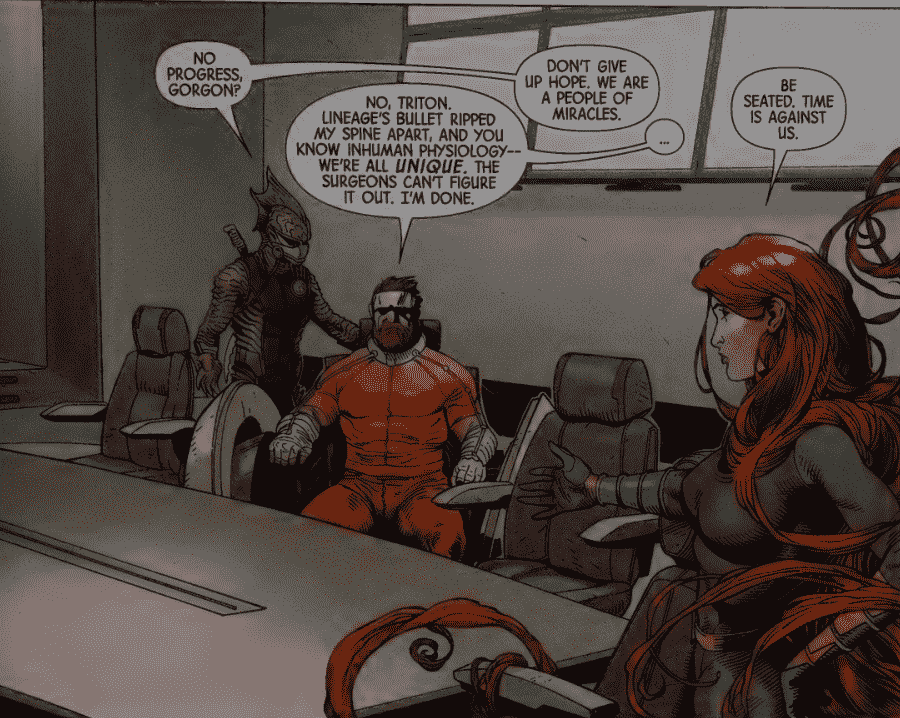 NO
PROGRESS,
GORGON?
NO, TRITON.
LINEAGE'S BULLET RIPPED
MY SPINE APART, AND YOU
KNOW INHUMAN PHYSIOLOGY--
WE'RE ALL UNIQUE. THE
SURGEONS CAN'T FIGURE
IT OUT. I'M DONE.
DON'T GIVE
UP HOPE. WE ARE
A PEOPLE OF
MIRACLES.
...
BE
SEATED. TIME
IS AGAINST
US.